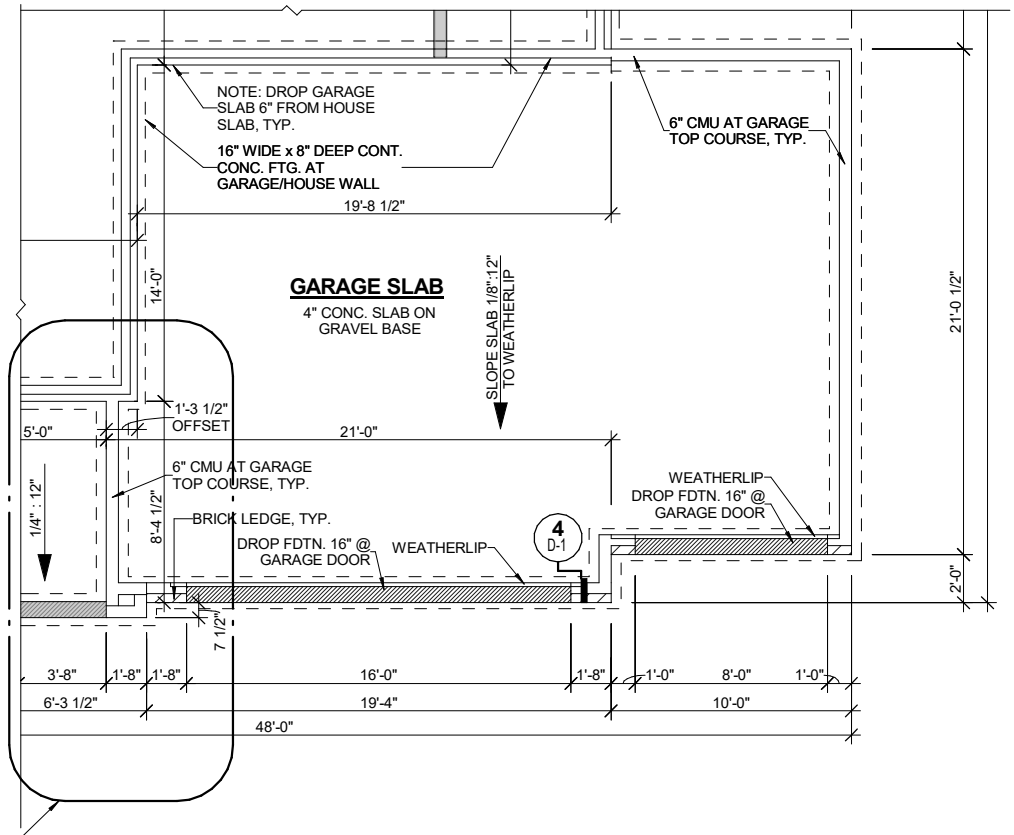 NOTE: DROP GARAGE
SLAB 6" FROM HOUSE
SLAB, TYP.
16" WIDE x 8" DEEP CONT.
CONC. FTG. AT
GARAGE/HOUSE WALL
6" CMU AT GARAGE
TOP COURSE, TYP.
19'-8 1/2"
14'-0"
GARAGE SLAB
4" CONC. SLAB ON
GRAVEL BASE
SLOPE SLAB 1/8":12"
TO WEATHERLIP
21'-0 1/2"
1'-3 1/2"
OFFSET
5'-0"
21'-0"
6" CMU AT GARAGE
TOP COURSE, TYP.
1/4" : 12"
8'-4 1/2"
BRICK LEDGE, TYP.
DROP FDTN. 16" @
GARAGE DOOR
WEATHERLIP
4
D-1
WEATHERLIP
DROP FDTN. 16" @
GARAGE DOOR
2'-0"
7 1/2"
3'-8"
1'-8"
1'-8"
16'-0"
1'-8"
1'-0"
8'-0"
1'-0"
6'-3 1/2"
19'-4"
10'-0"
48'-0"